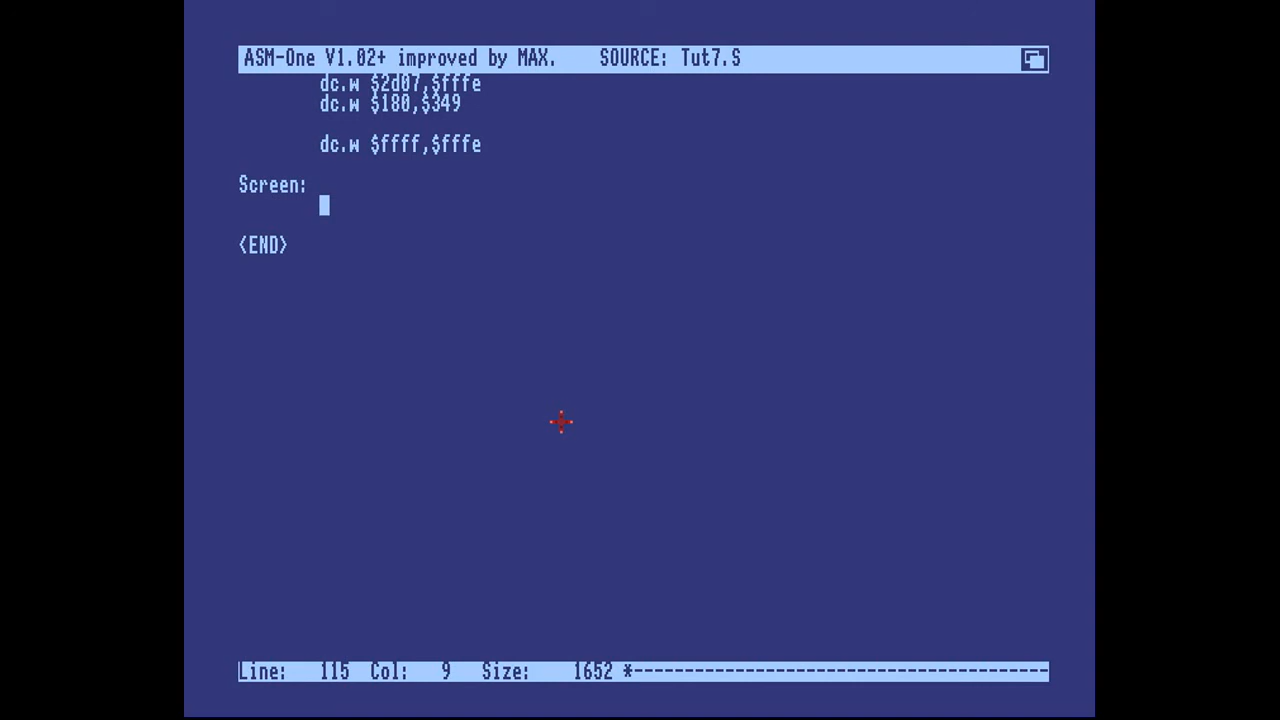 ASM-One V1.02+ improved by MAX. SOURCE: Tut7.S
dc.w $2d07,$fffe
dc.w $180,$349
dc.w $ffff,$fffe
Screen:
<END>
Line: 115 Col: 9 Size: 1652 *----------------------------------------